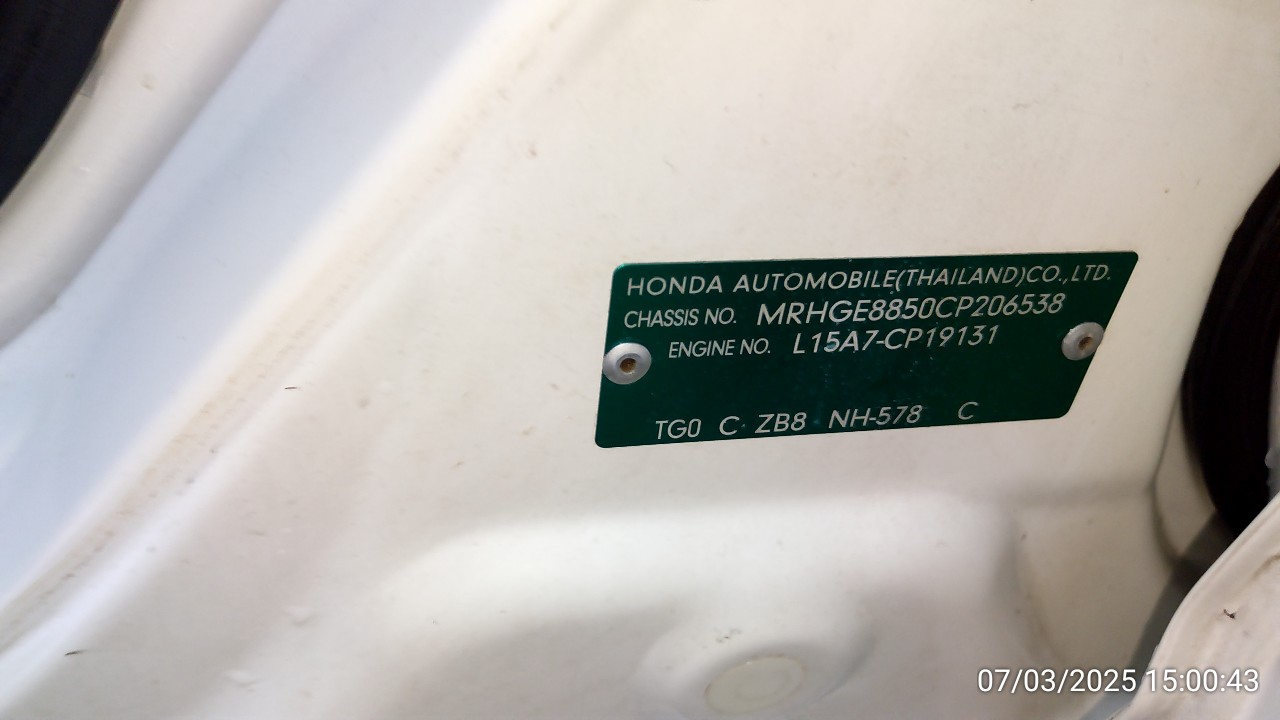 HONDA AUTOMOBILE(THAILAND)CO.,LTD.
CHASSIS NO. MRHGE8850CP206538
ENGINE NO. L15A7-CP19131
TG0 C ZB8 NH-578 C
07/03/2025 15:00:43